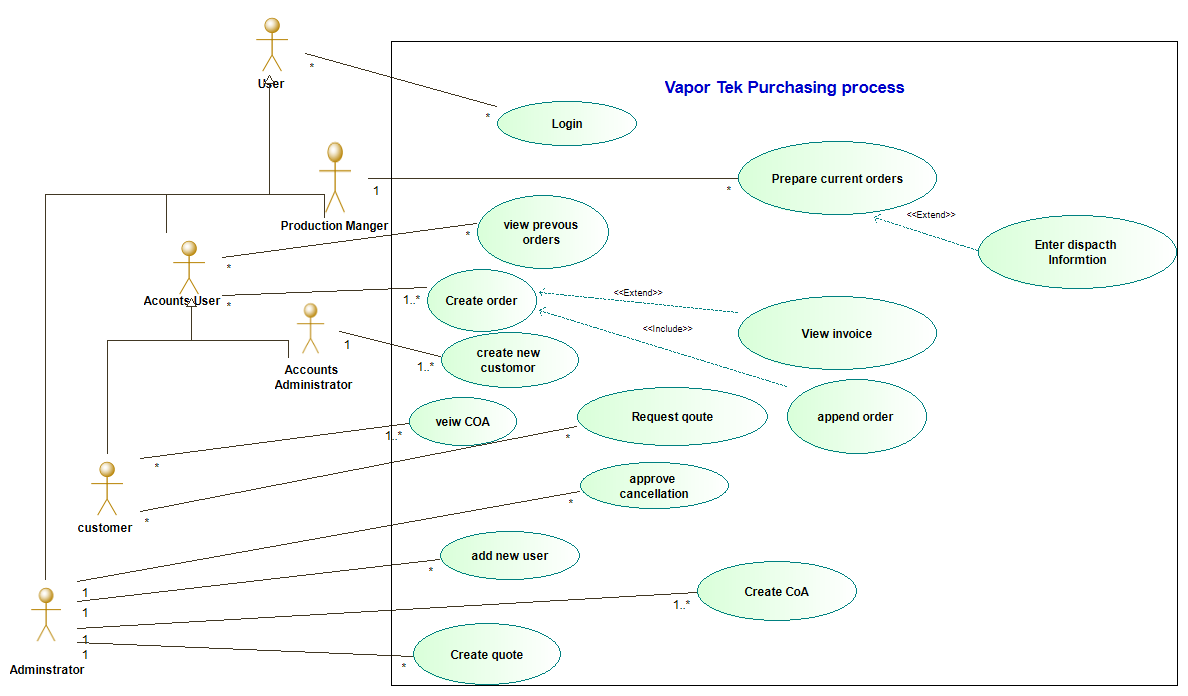 User
*
Vapor Tek Purchasing process
*
Login
Production Manger
1
*
Prepare current orders
<<Extend>>
Enter dispacth
Informtion
view prevous
orders
*
*
Acounts User
*
1..*
Create order
<<Extend>>
<<Include>>
View invoice
Accounts
Administrator
1
1..*
create new
customor
append order
veiw COA
1..*
*
Request qoute
*
*
customer
approve
cancellation
*
1
add new user
*
1
Create CoA
1..*
1
Create quote
*
1
Adminstrator